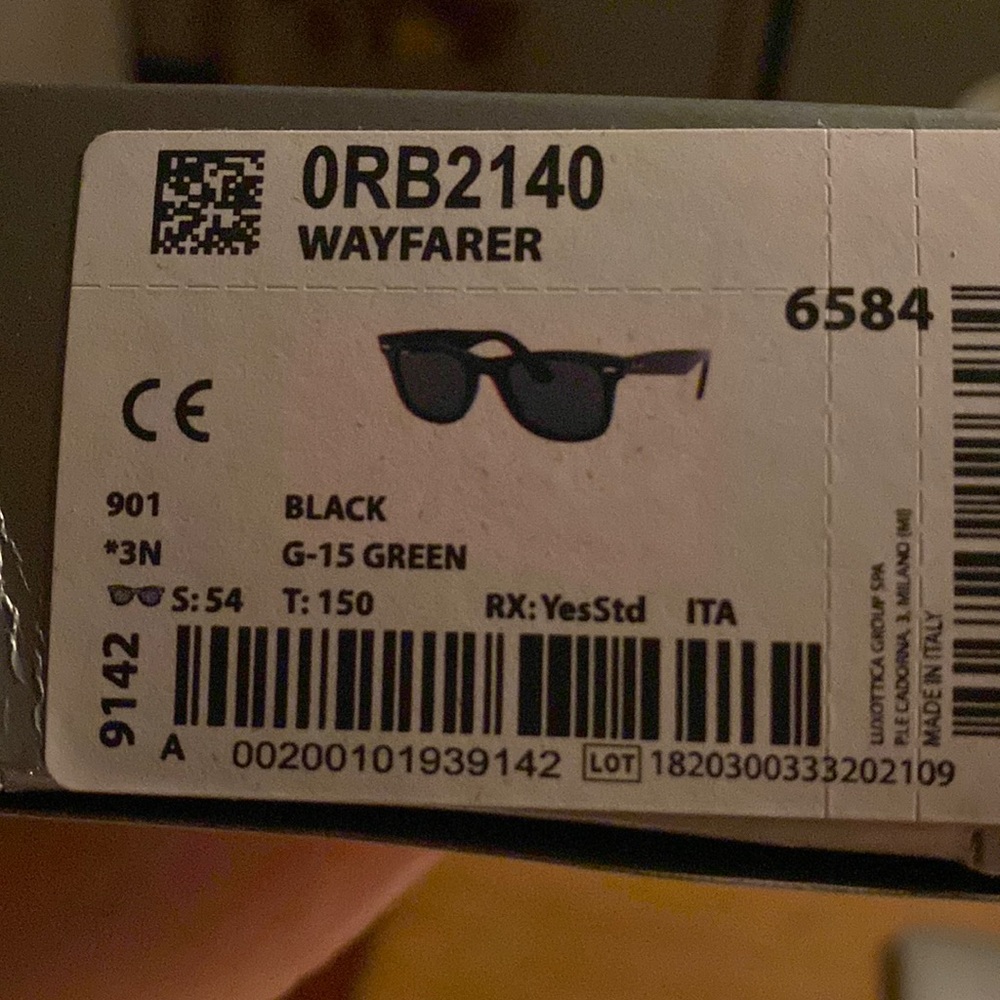 0RB2140
WAYFARER
6584
CE
901 BLACK
*3N G-15 GREEN
S: 54 T: 150 RX: YesStd ITA
9142
A 00200101939142 LOT 1820300333202109
LUXOTTICA GROUP SPA
P.LE CADORNA, 3, MILANO (MI)
MADE IN ITALY